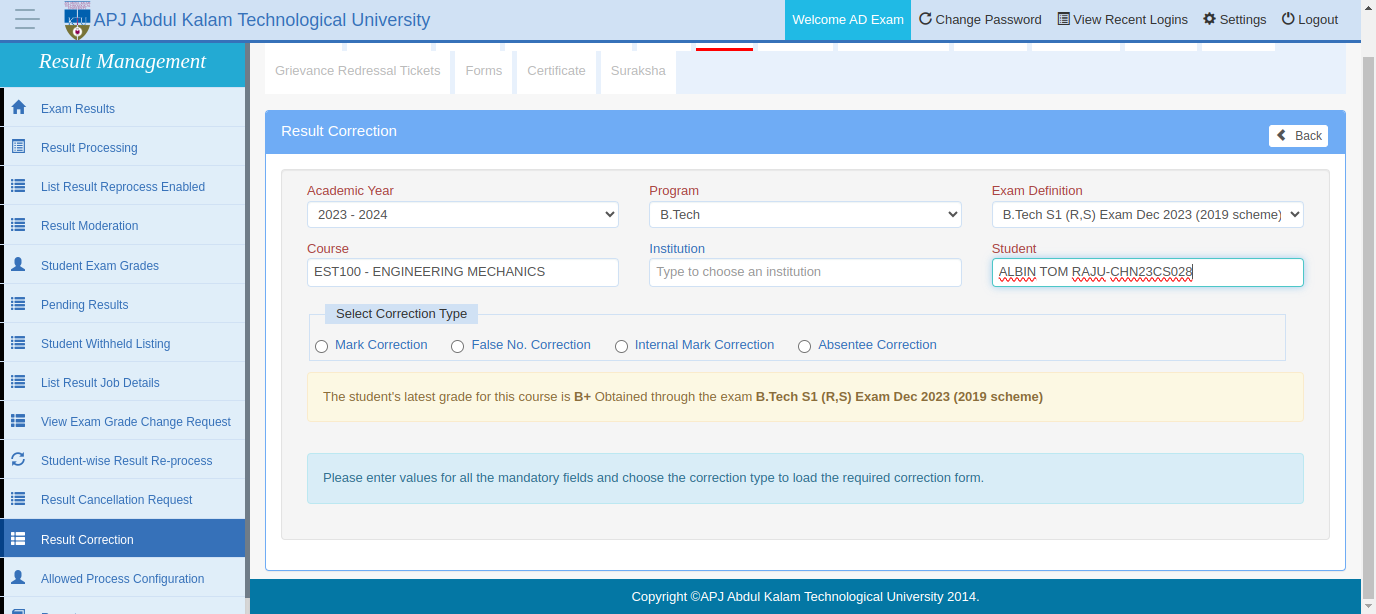 APJ Abdul Kalam Technological University
Welcome AD Exam
Change Password
View Recent Logins
Settings
Logout
Result Management
Exam Results
Result Processing
List Result Reprocess Enabled
Result Moderation
Student Exam Grades
Pending Results
Student Withheld Listing
List Result Job Details
View Exam Grade Change Request
Student-wise Result Re-process
Result Cancellation Request
Result Correction
Allowed Process Configuration
Grievance Redressal Tickets
Forms
Certificate
Suraksha
Result Correction
Back
Academic Year
Program
Exam Definition
2023 - 2024
B.Tech
B.Tech S1 (R,S) Exam Dec 2023 (2019 scheme)
Course
Institution
Student
EST100 - ENGINEERING MECHANICS
Type to choose an institution
ALBIN TOM RAJU-CHN23CS028
Select Correction Type
Mark Correction
False No. Correction
Internal Mark Correction
Absentee Correction
The student's latest grade for this course is B+ Obtained through the exam B.Tech S1 (R,S) Exam Dec 2023 (2019 scheme)
Please enter values for all the mandatory fields and choose the correction type to load the required correction form.
Copyright ©APJ Abdul Kalam Technological University 2014.